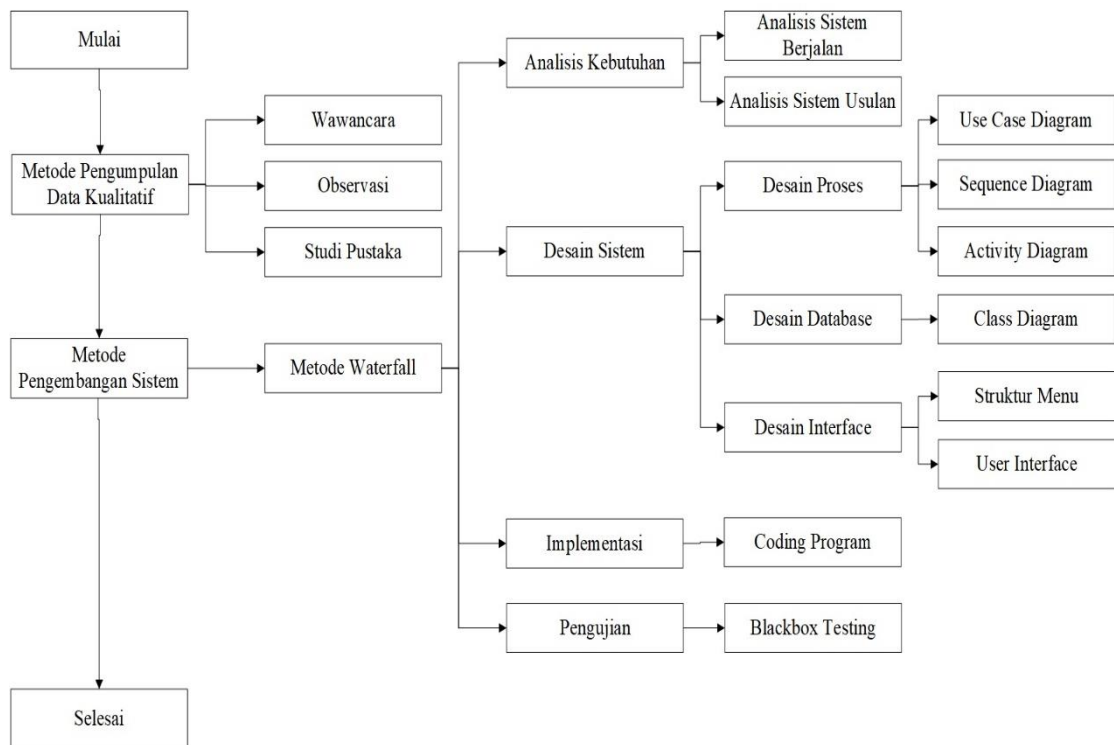 Mulai
Metode Pengumpulan
Data Kualitatif
Wawancara
Observasi
Studi Pustaka
Metode
Pengembangan Sistem
Metode Waterfall
Analisis Kebutuhan
Analisis Sistem
Berjalan
Analisis Sistem Usulan
Desain Sistem
Desain Proses
Use Case Diagram
Sequence Diagram
Activity Diagram
Desain Database
Class Diagram
Desain Interface
Struktur Menu
User Interface
Implementasi
Coding Program
Pengujian
Blackbox Testing
Selesai